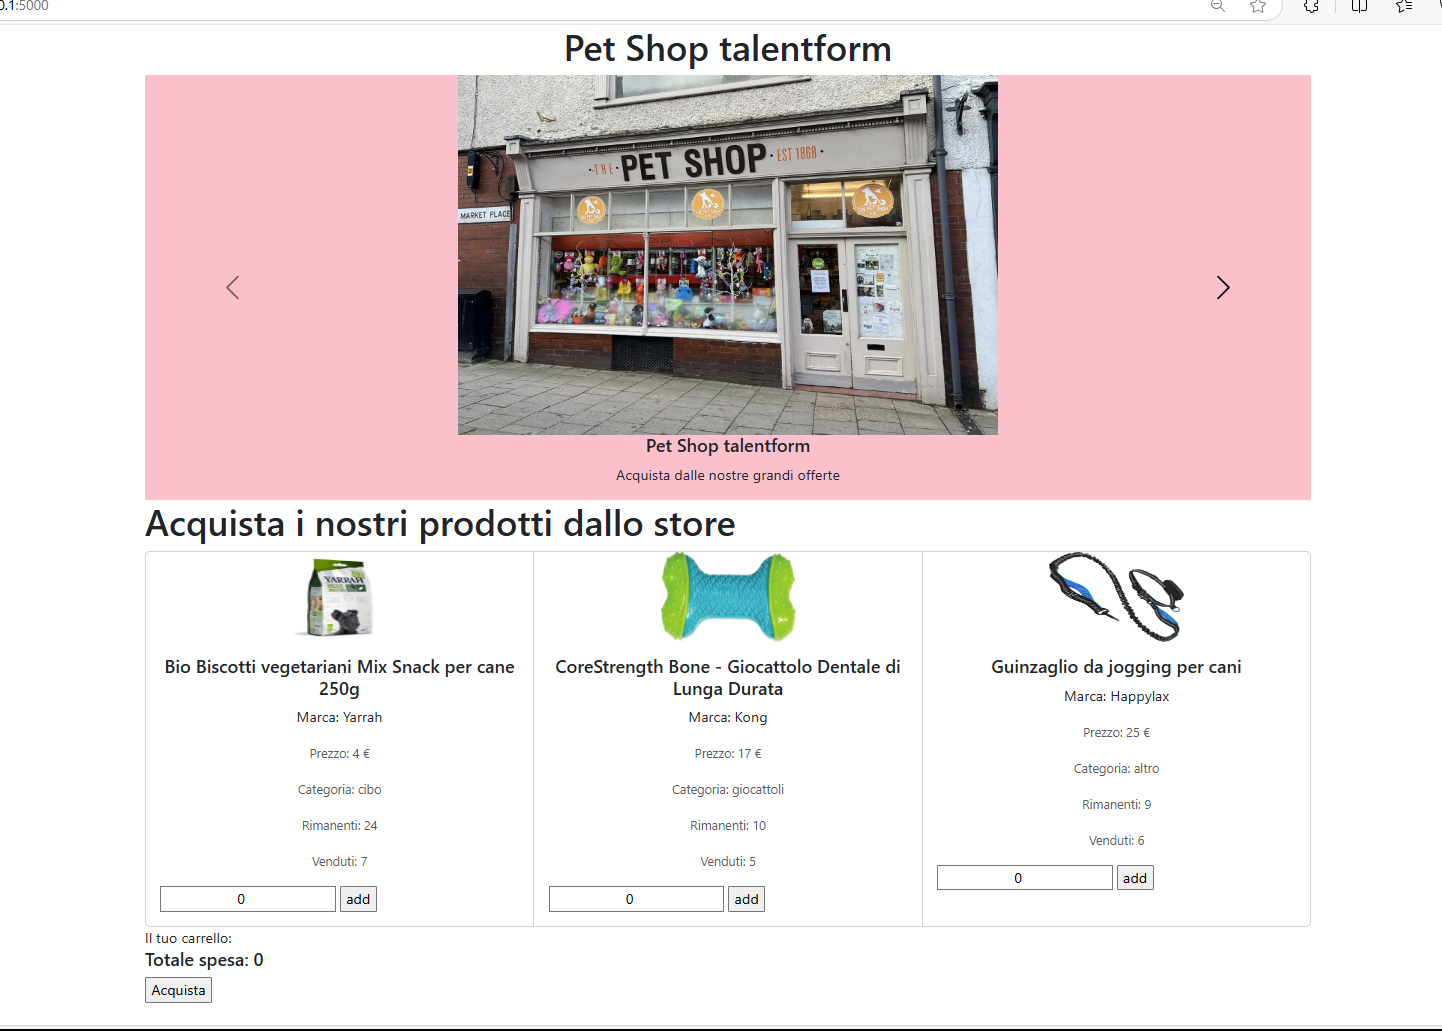 0.1:5000
Pet Shop talentform
·THE· PET SHOP ·EST 1868·
MARKET PLACE
Pet Shop talentform
Acquista dalle nostre grandi offerte
Acquista i nostri prodotti dallo store
YARRAH
Bio Biscotti vegetariani Mix Snack per cane
250g
Marca: Yarrah
Prezzo: 4 €
Categoria: cibo
Rimanenti: 24
Venduti: 7
0 add
CoreStrength Bone - Giocattolo Dentale di
Lunga Durata
Marca: Kong
Prezzo: 17 €
Categoria: giocattoli
Rimanenti: 10
Venduti: 5
0 add
Guinzaglio da jogging per cani
Marca: Happylax
Prezzo: 25 €
Categoria: altro
Rimanenti: 9
Venduti: 6
0 add
Il tuo carrello:
Totale spesa: 0
Acquista